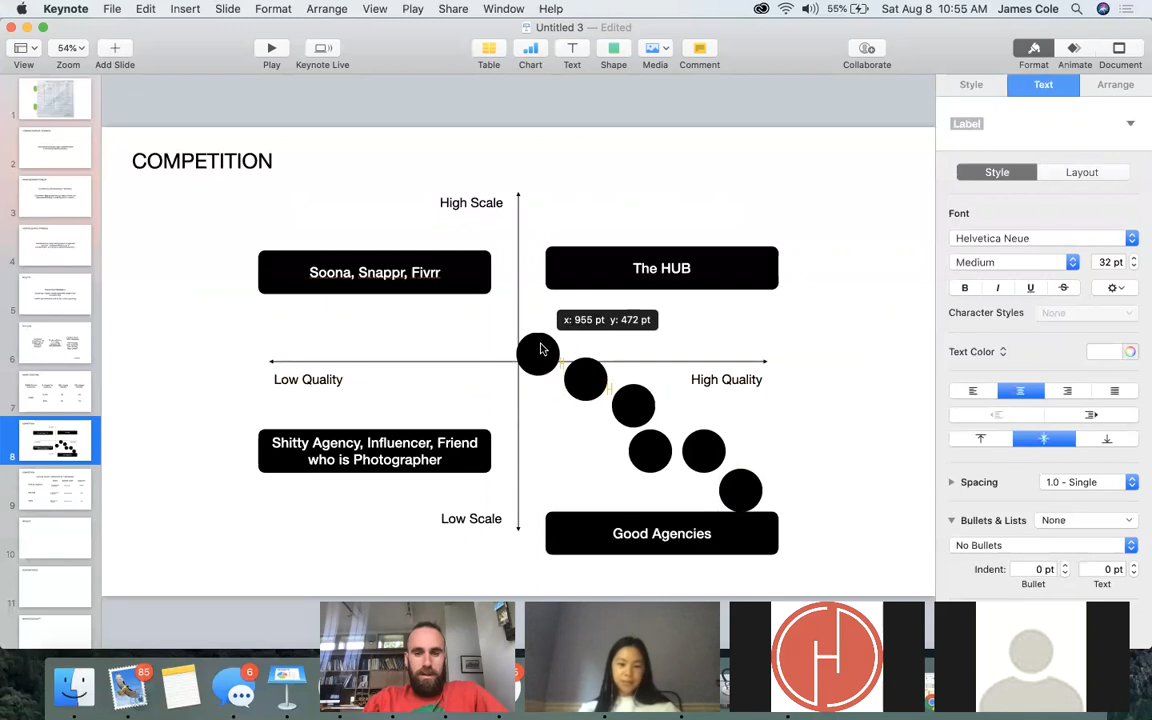 Keynote File Edit Insert Slide Format Arrange View Play Share Window Help 55% Sat Aug 8 10:55 AM James Cole
Untitled 3 — Edited
54%
View Zoom Add Slide Play Keynote Live Table Chart Text Shape Media Comment Collaborate Format Animate Document
Style Text Arrange
Label
Style Layout
Font
Helvetica Neue
Medium 32 pt
B I U S
Character Styles None
Text Color
Spacing 1.0 - Single
Bullets & Lists None
No Bullets
Indent: 0 pt 0 pt
Bullet Text
1
2
3
4
5
6
7
8
9
10
11
COMPETITION
High Scale
Soona, Snappr, Fivrr
The HUB
x: 955 pt y: 472 pt
Low Quality
High Quality
Shitty Agency, Influencer, Friend
who is Photographer
Low Scale
Good Agencies
85
6
H